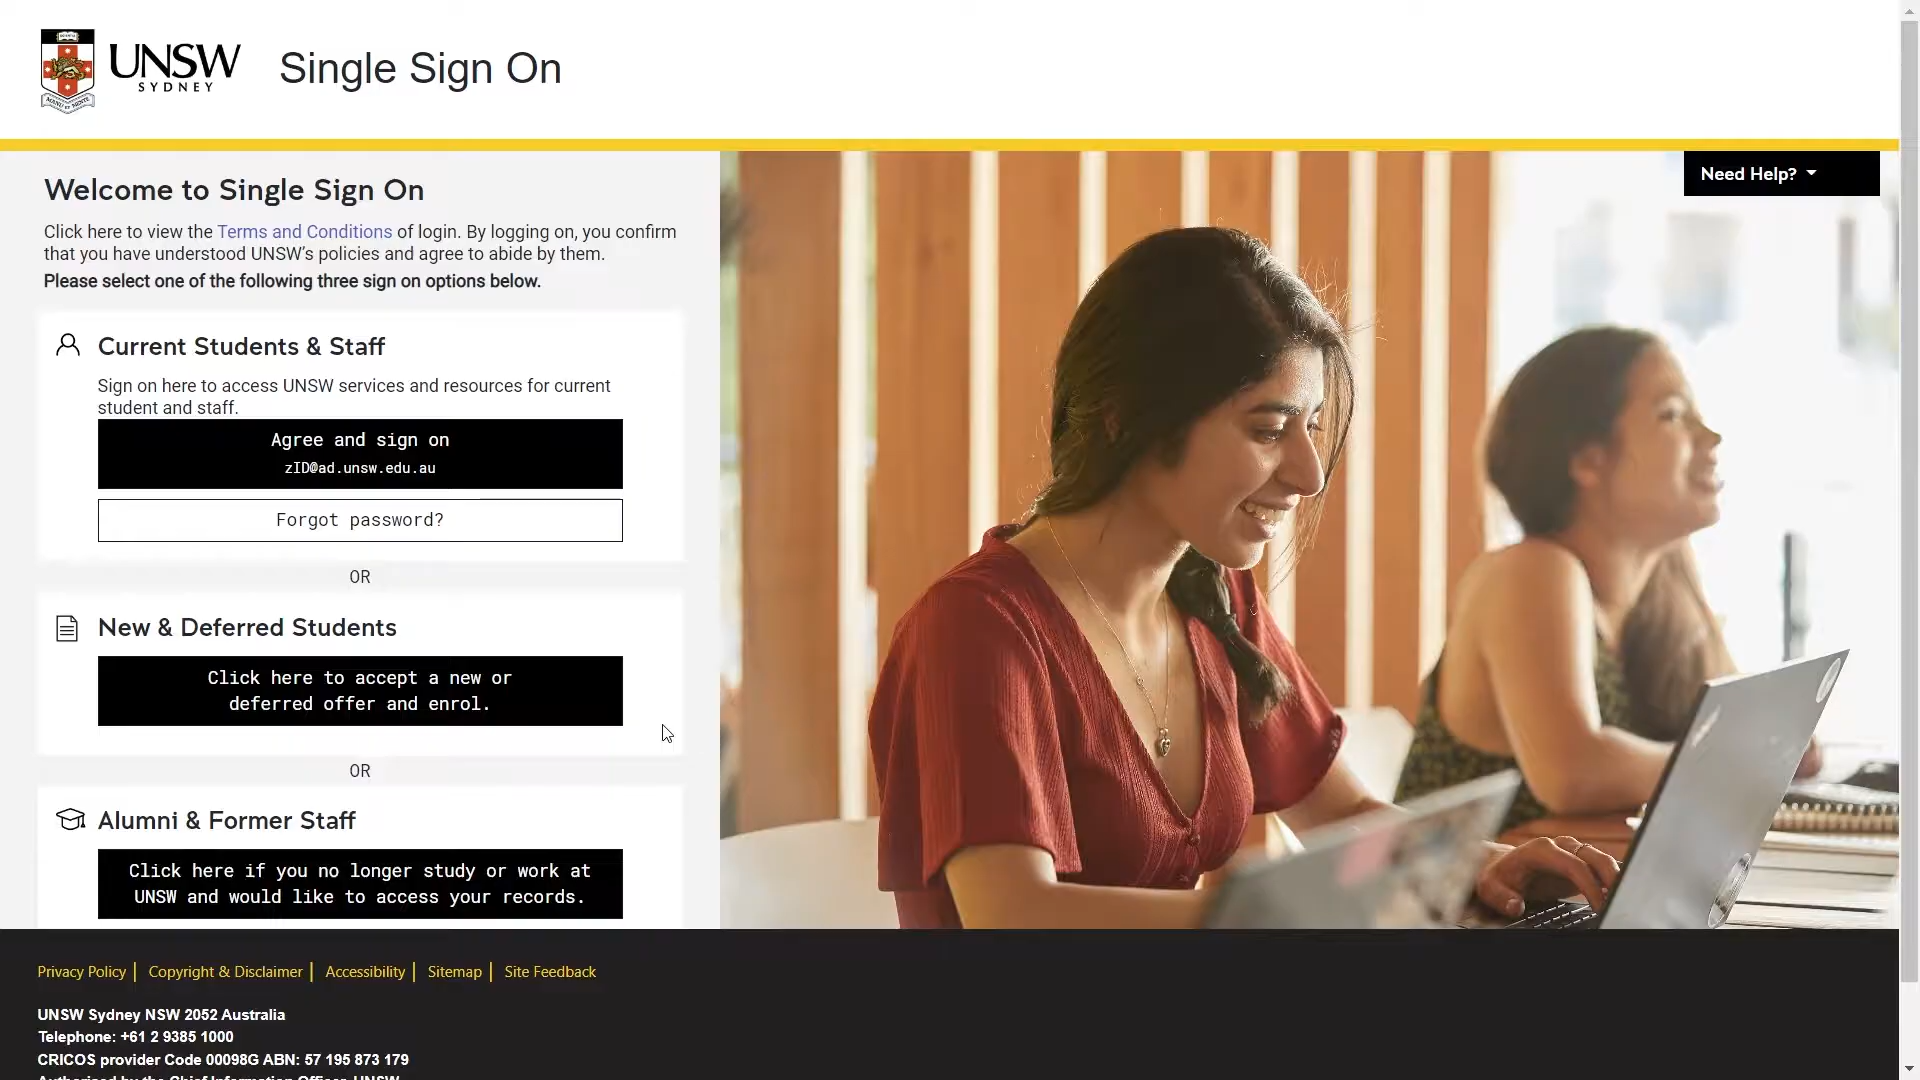 UNSW
SYDNEY
Single Sign On
Need Help?
Welcome to Single Sign On
Click here to view the Terms and Conditions of login. By logging on, you confirm
that you have understood UNSW's policies and agree to abide by them.
Please select one of the following three sign on options below.
Current Students & Staff
Sign on here to access UNSW services and resources for current
student and staff.
Agree and sign on
zID@ad.unsw.edu.au
Forgot password?
OR
New & Deferred Students
Click here to accept a new or
deferred offer and enrol.
OR
Alumni & Former Staff
Click here if you no longer study or work at
UNSW and would like to access your records.
Privacy Policy | Copyright & Disclaimer | Accessibility | Sitemap | Site Feedback
UNSW Sydney NSW 2052 Australia
Telephone: +61 2 9385 1000
CRICOS provider Code 00098G ABN: 57 195 873 179
Authorised by the Chief Information Officer, UNSW